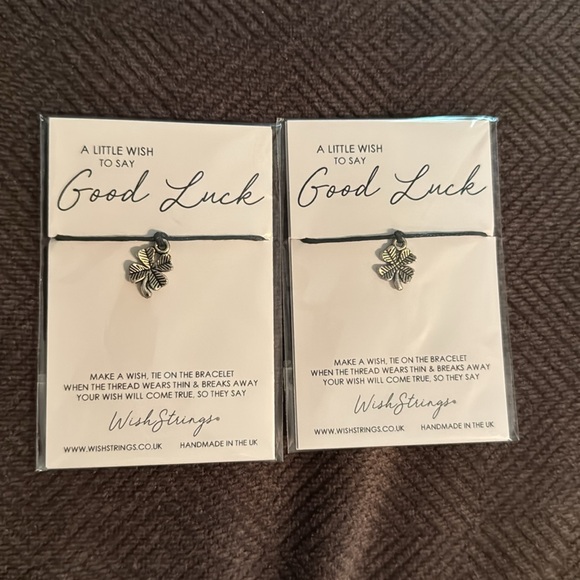 A LITTLE WISH
TO SAY
Good Luck
MAKE A WISH, TIE ON THE BRACELET
WHEN THE THREAD WEARS THIN & BREAKS AWAY
YOUR WISH WILL COME TRUE, SO THEY SAY
WishStrings®
WWW.WISHSTRINGS.CO.UK HANDMADE IN THE UK
A LITTLE WISH
TO SAY
Good Luck
MAKE A WISH, TIE ON THE BRACELET
WHEN THE THREAD WEARS THIN & BREAKS AWAY
YOUR WISH WILL COME TRUE, SO THEY SAY
WishStrings®
WWW.WISHSTRINGS.CO.UK HANDMADE IN THE UK